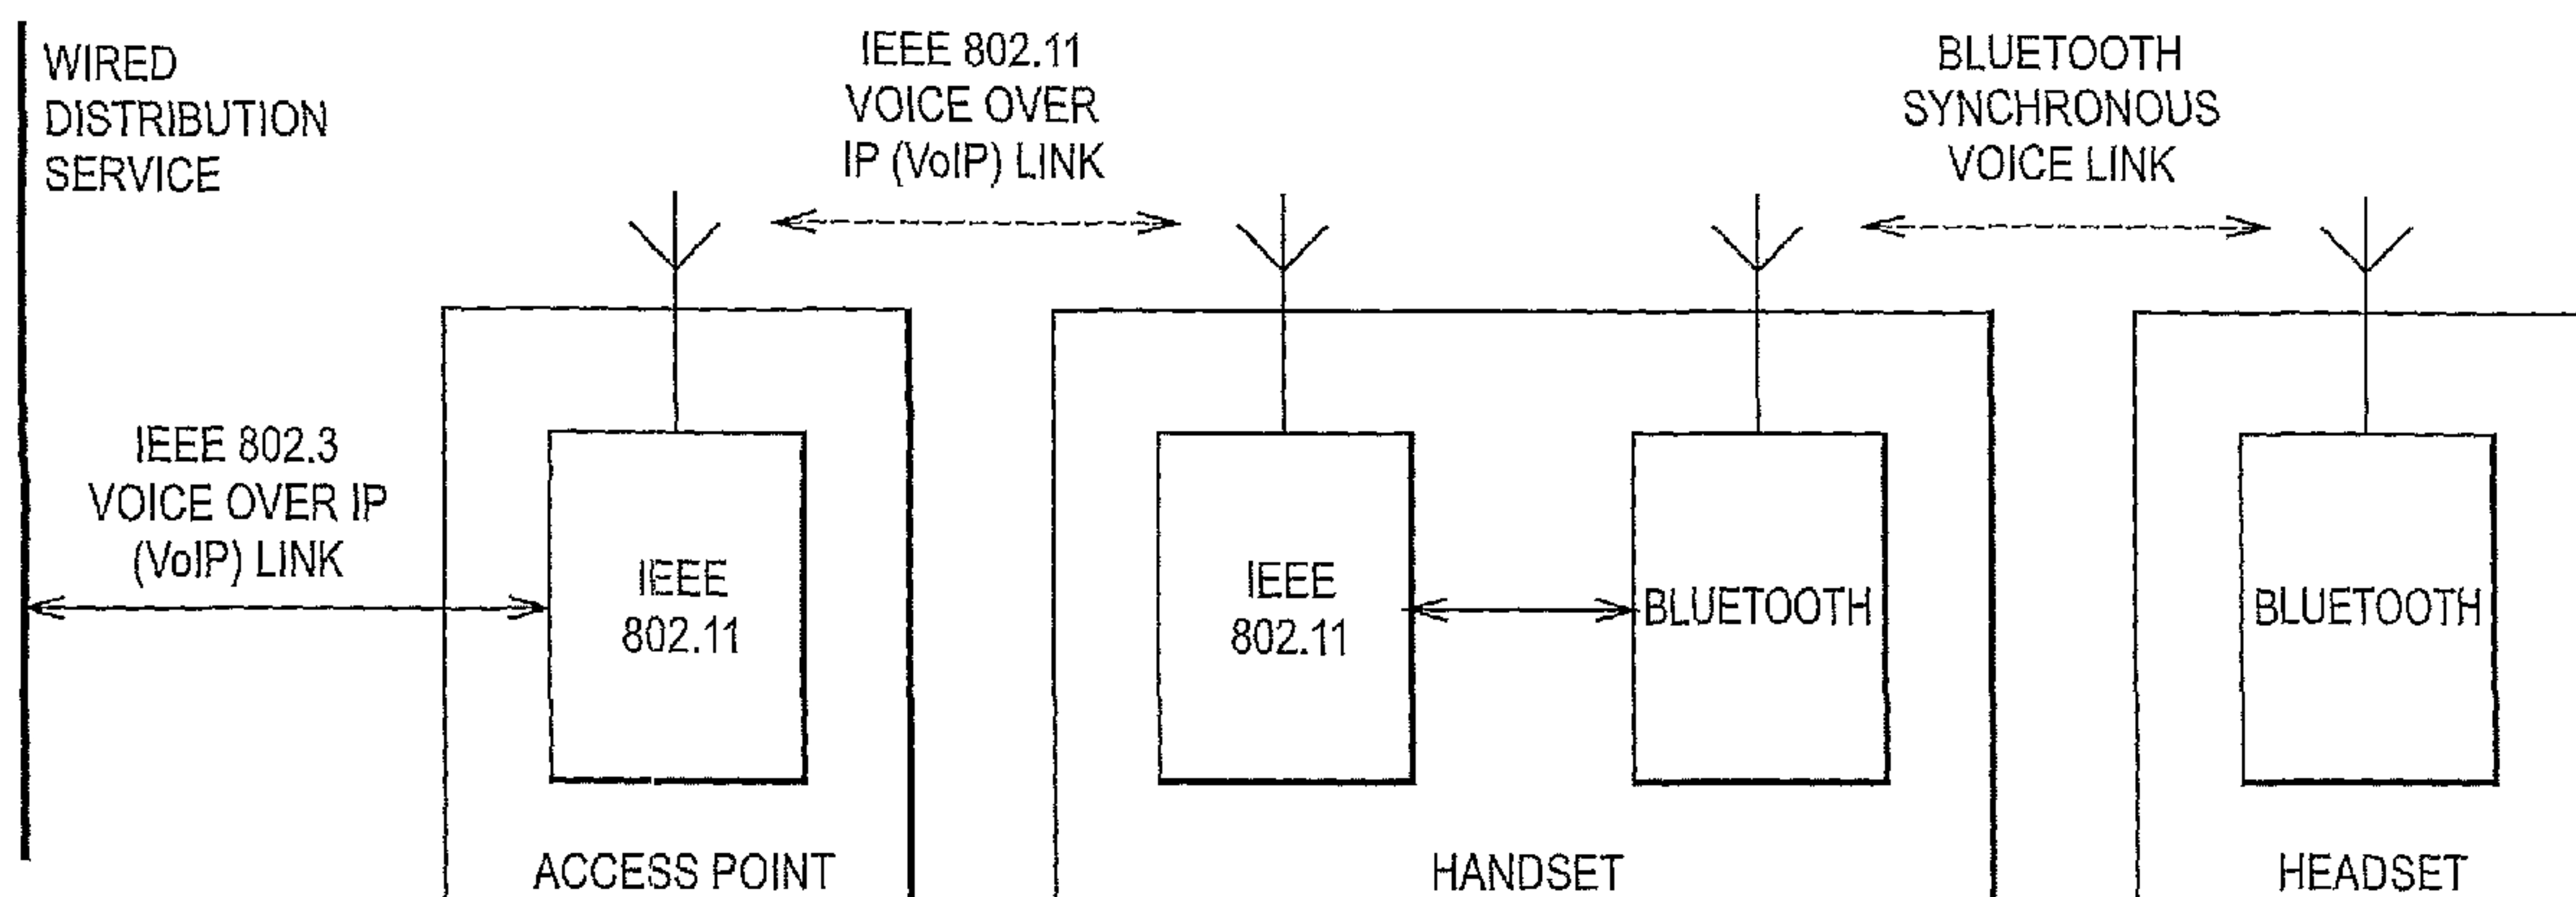 WIRED
DISTRIBUTION
SERVICE
IEEE 802.11
VOICE OVER
IP (VoIP) LINK
BLUETOOTH
SYNCHRONOUS
VOICE LINK
IEEE 802.3
VOICE OVER IP
(VoIP) LINK
IEEE
802.11
IEEE
802.11
BLUETOOTH
BLUETOOTH
ACCESS POINT
HANDSET
HEADSET